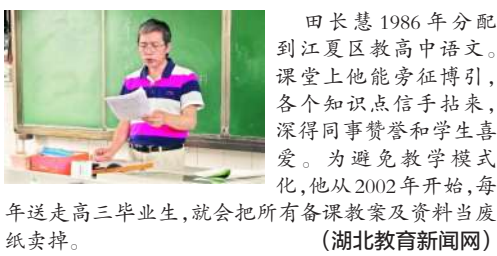 田长慧1986年分配
到江夏区教高中语文。
课堂上他能旁征博引，
各个知识点信手拈来，
深得同事赞誉和学生喜
爱。为避免教学模式
化，他从2002年开始，每
年送走高三毕业生，就会把所有备课教案及资料当废
纸卖掉。（湖北教育新闻网）